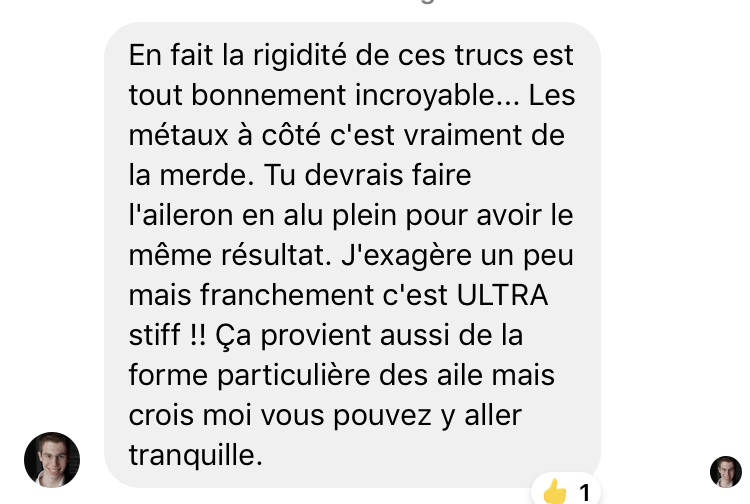 En fait la rigidité de ces trucs est
tout bonnement incroyable... Les
métaux à côté c'est vraiment de
la merde. Tu devrais faire
l'aileron en alu plein pour avoir le
même résultat. J'exagère un peu
mais franchement c'est ULTRA
stiff !! Ça provient aussi de la
forme particulière des aile mais
crois moi vous pouvez y aller
tranquille.
1